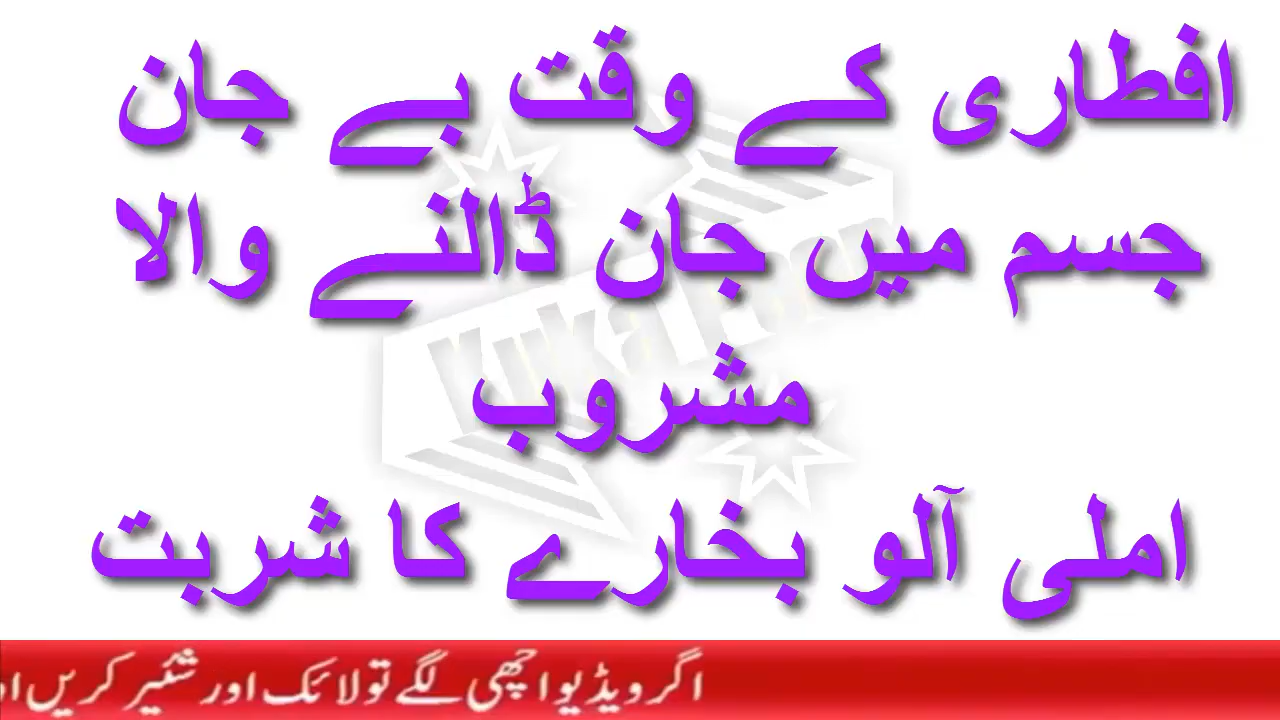 افطاری کے وقت بے جان
جسم میں جان ڈالنے والا
مشروب
املی آلو بخارے کا شربت
اگر ویڈیو اچھی لگے تو لائک اور شئیر کریں